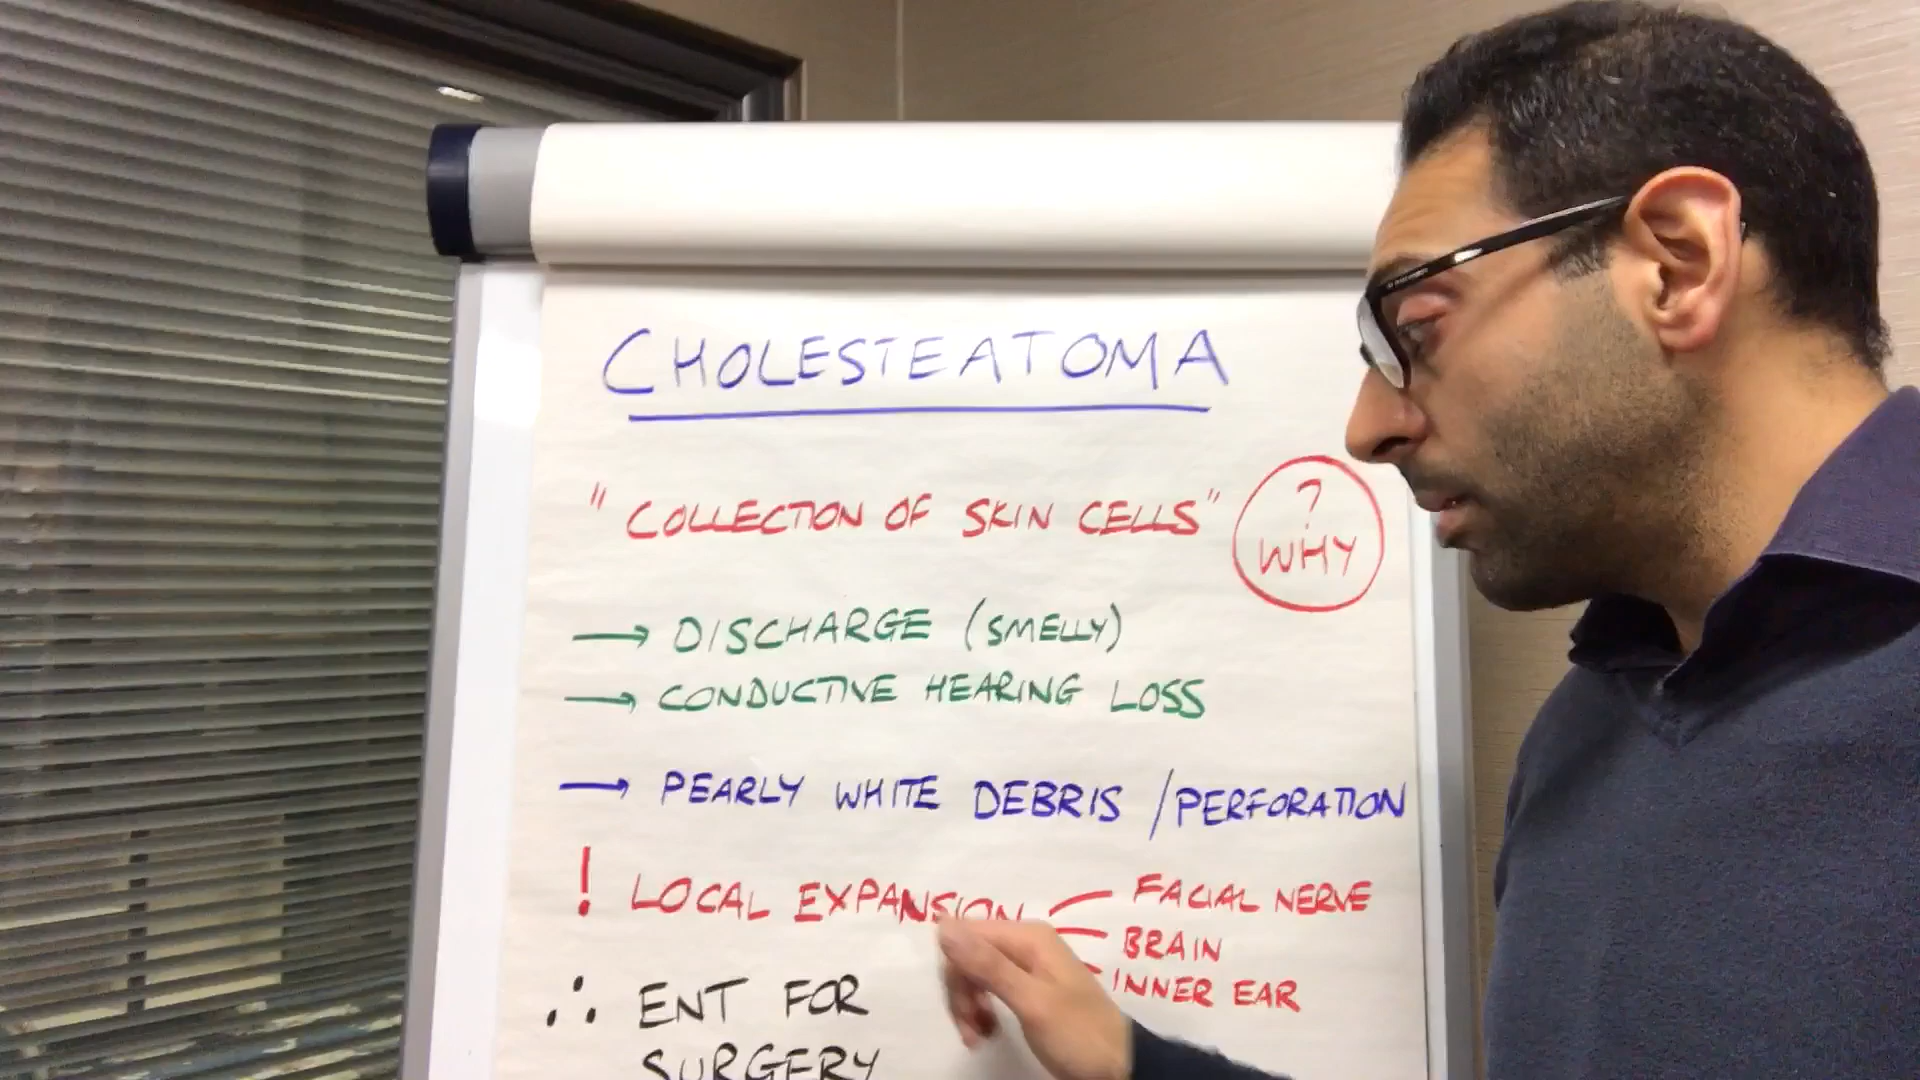 CHOLESTEATOMA
"COLLECTION OF SKIN CELLS"
? WHY
→ DISCHARGE (SMELLY)
→ CONDUCTIVE HEARING LOSS
→ PEARLY WHITE DEBRIS / PERFORATION
! LOCAL EXPANSION
FACIAL NERVE
BRAIN
INNER EAR
∴ ENT FOR
SURGERY